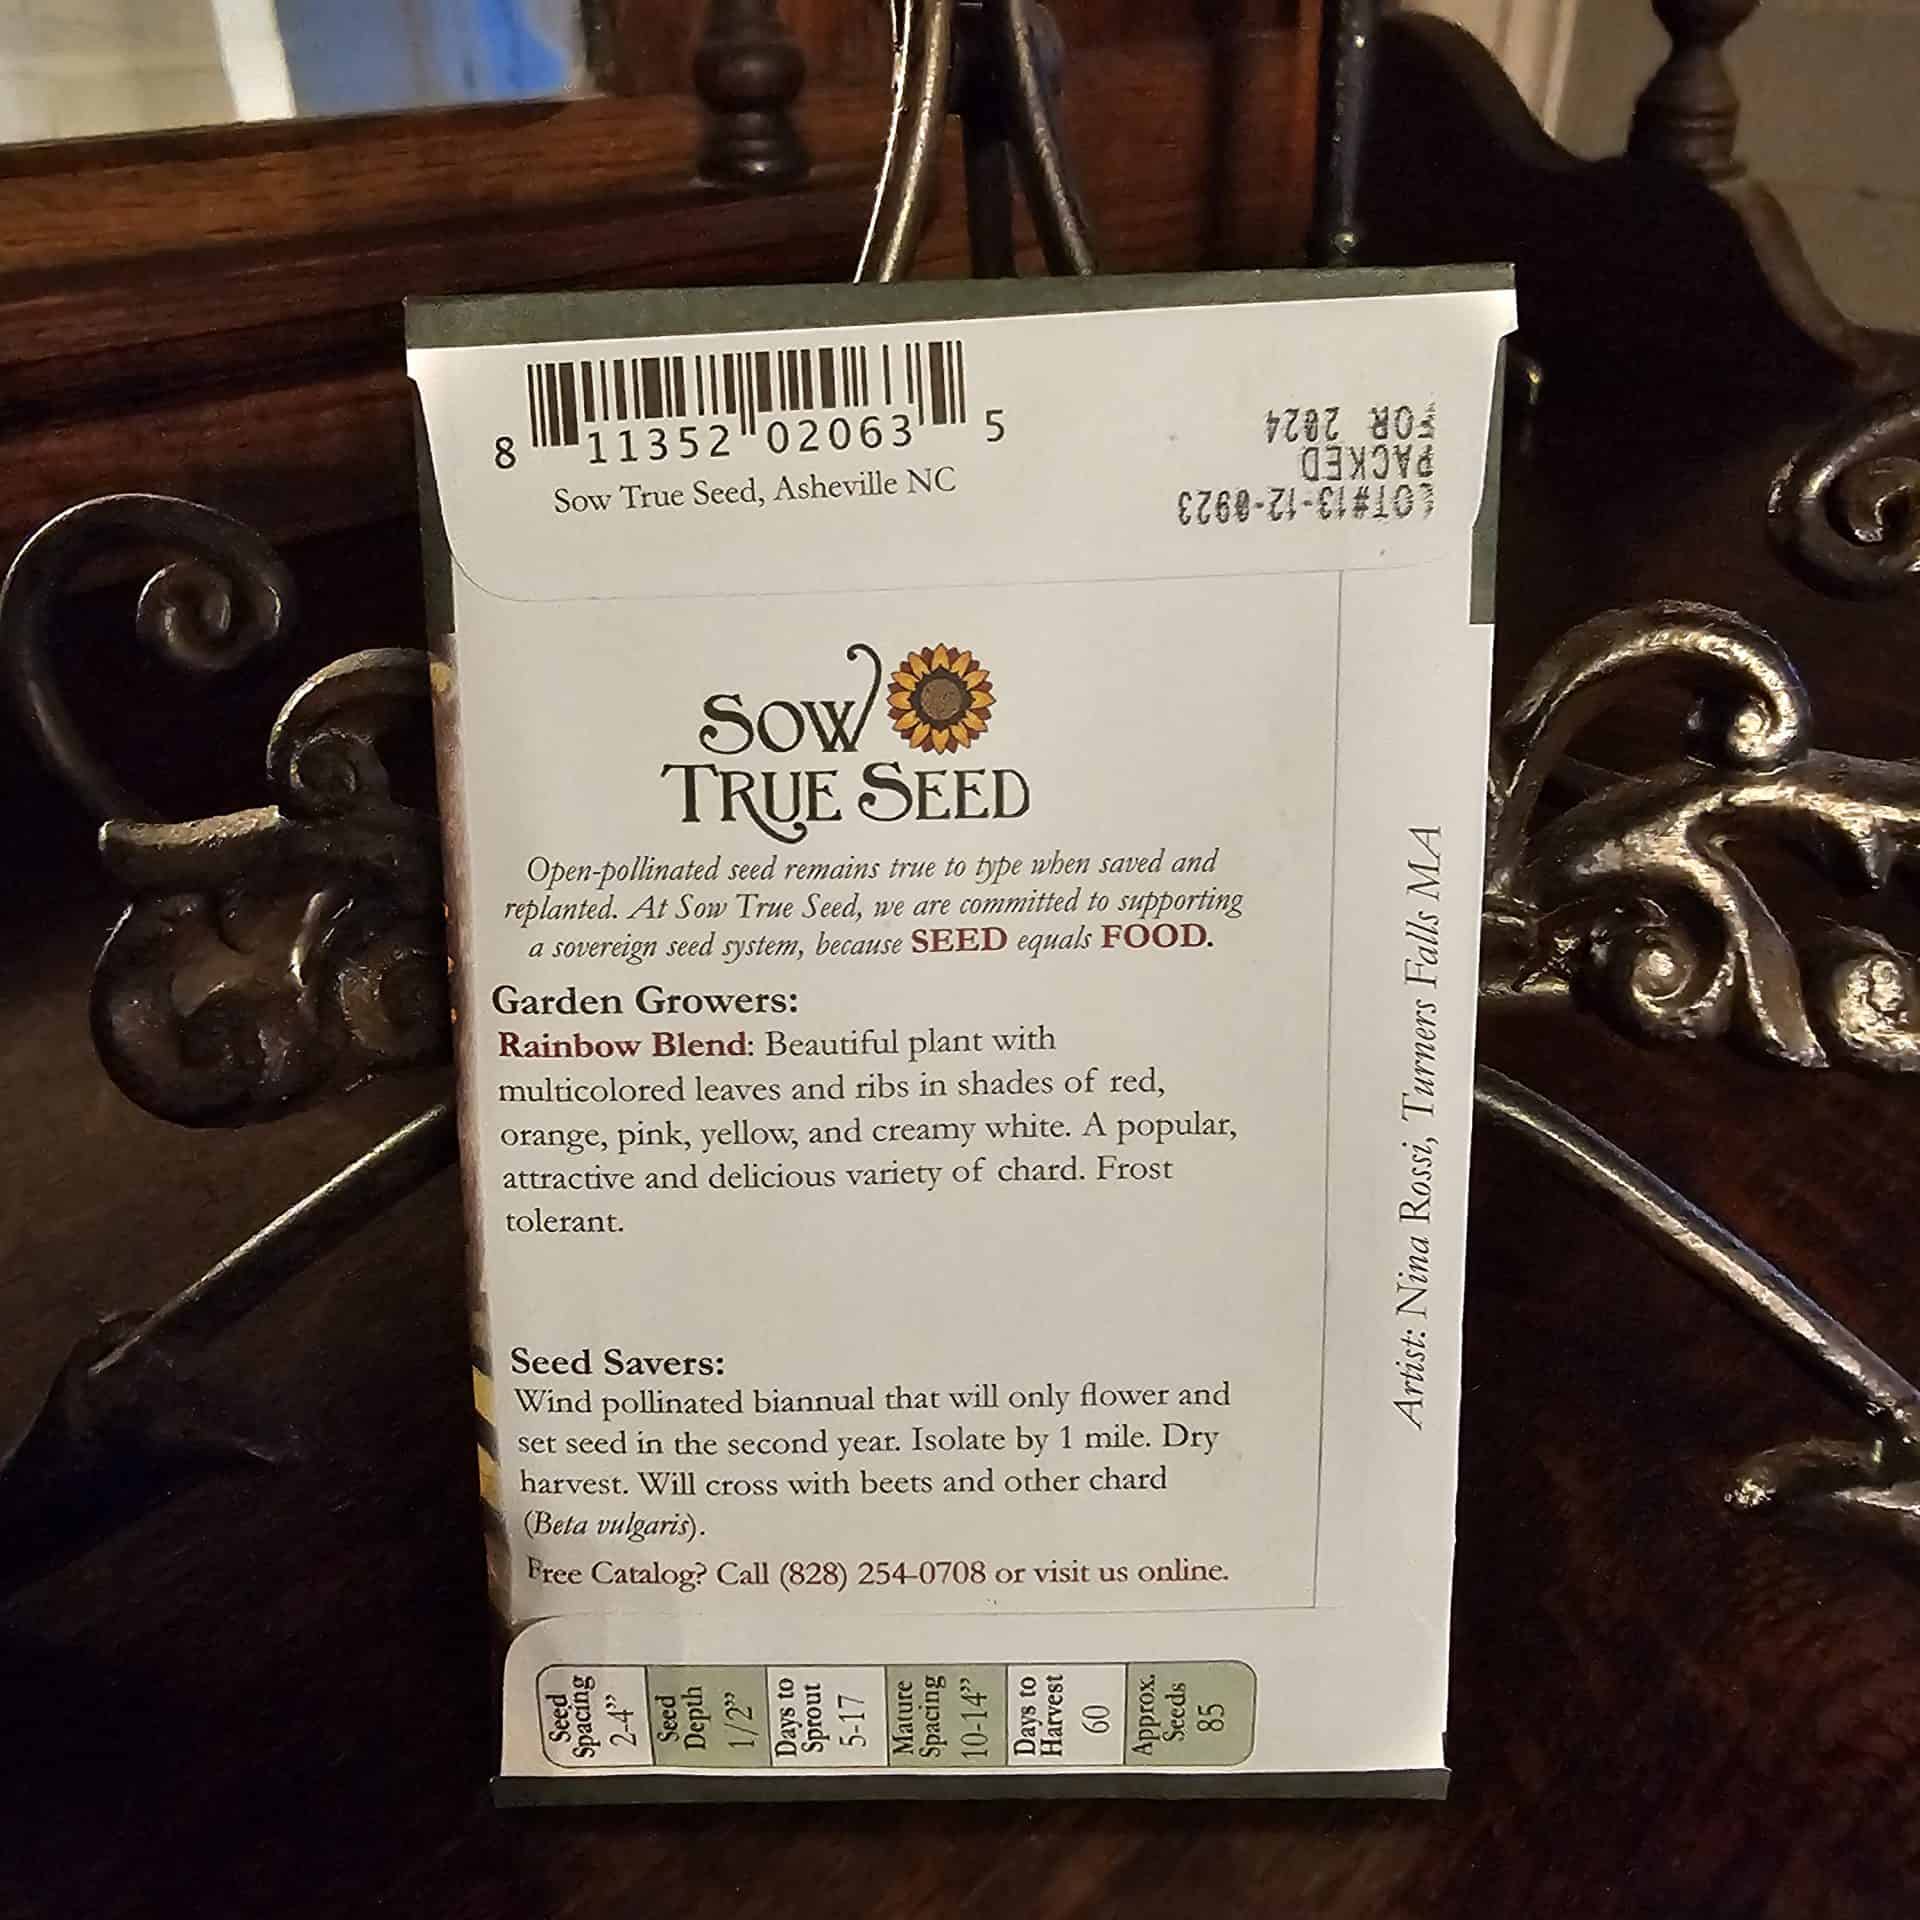 8 11352 02063 5
Sow True Seed, Asheville NC
LOT#13-12-0923
PACKED
FOR 2024
SOW
TRUE SEED
Open-pollinated seed remains true to type when saved and
replanted. At Sow True Seed, we are committed to supporting
a sovereign seed system, because SEED equals FOOD.
Garden Growers:
Rainbow Blend: Beautiful plant with
multicolored leaves and ribs in shades of red,
orange, pink, yellow, and creamy white. A popular,
attractive and delicious variety of chard. Frost
tolerant.
Seed Savers:
Wind pollinated biannual that will only flower and
set seed in the second year. Isolate by 1 mile. Dry
harvest. Will cross with beets and other chard
(Beta vulgaris).
Free Catalog? Call (828) 254-0708 or visit us online.
Artist: Nina Rossi, Turners Falls MA
Seed
Spacing
2-4”
Seed
Depth
1/2”
Days to
Sprout
5-17
Mature
Spacing
10-14”
Days to
Harvest
60
Approx.
Seeds
85